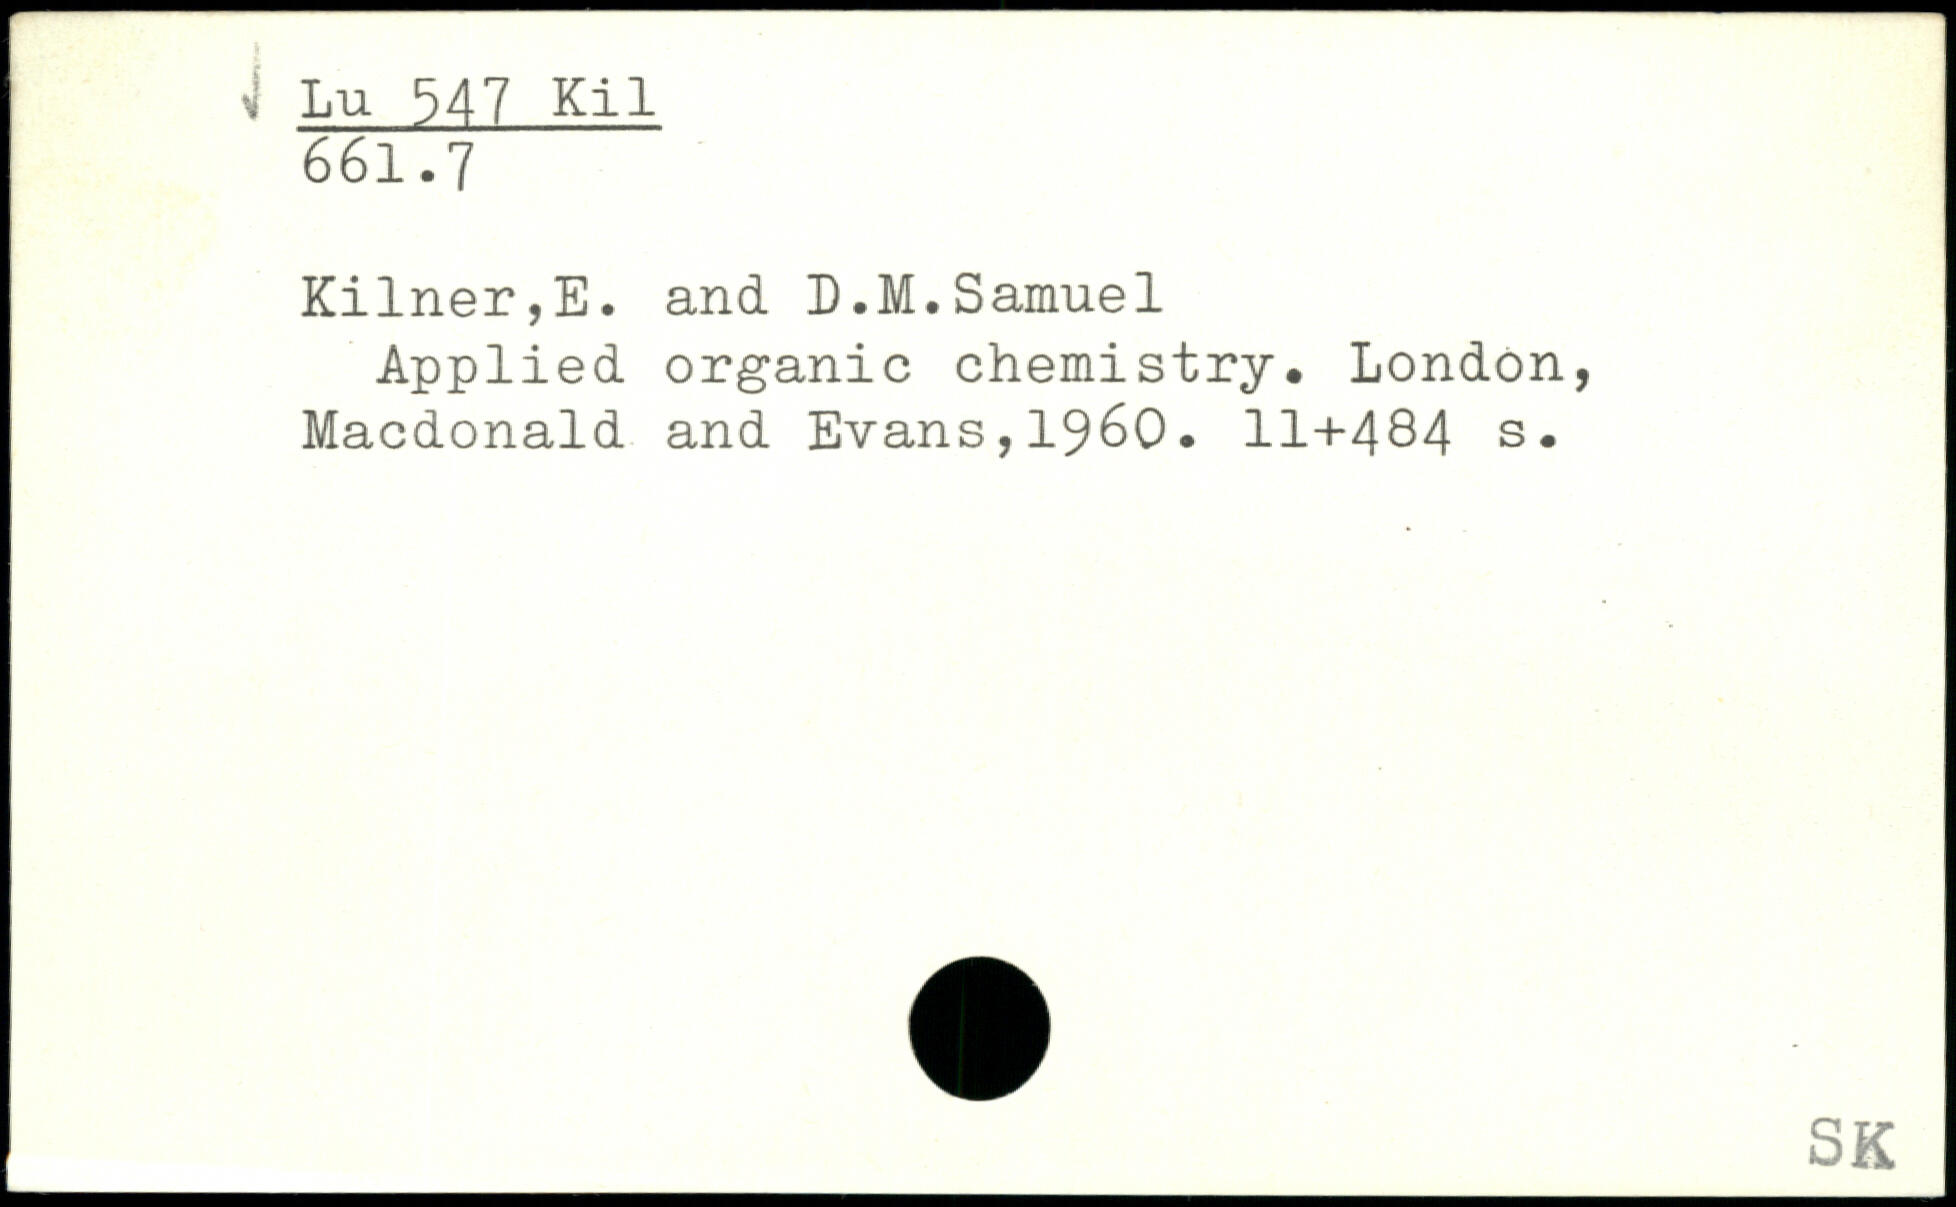 Lu 547 Kil
661.7
Kilner,E. and D.M.Samuel
Applied organic chemistry. London,
Macdonald and Evans,1960. 11+484 s.
SK